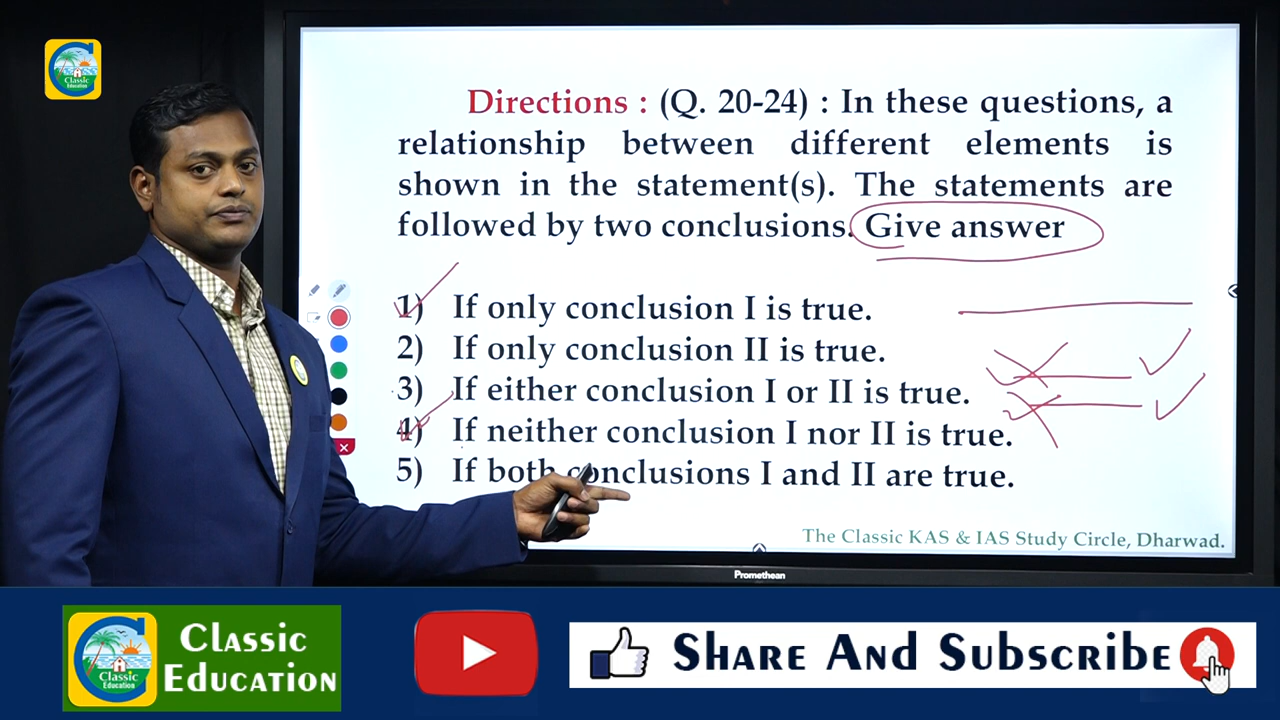 Classic
Education
Directions : (Q. 20-24) : In these questions, a
relationship between different elements is
shown in the statement(s). The statements are
followed by two conclusions. Give answer
1) If only conclusion I is true.
2) If only conclusion II is true.
3) If either conclusion I or II is true.
4) If neither conclusion I nor II is true.
5) If both conclusions I and II are true.
The Classic KAS & IAS Study Circle, Dharwad.
Promethean
Classic
Education
Classic
Education
Share And Subscribe